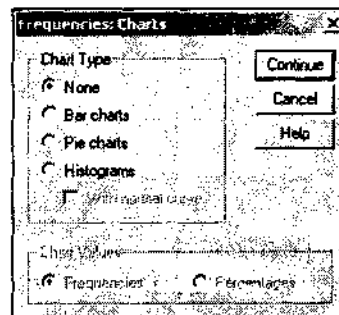 frequencies: Charts
Chart Type
None
Bar charts
Pie charts
Histograms
With normal curve
Chart Values
Frequencies
Percentages
Continue
Cancel
Help